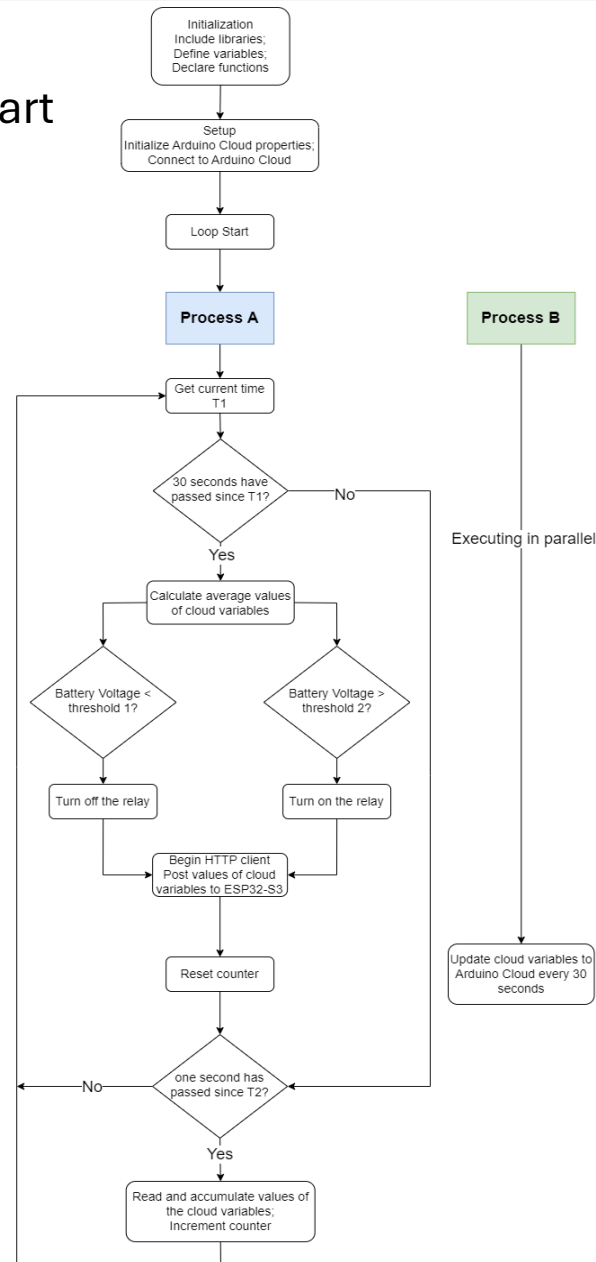 Initialization
Include libraries;
Define variables;
Declare functions
art
Setup
Initialize Arduino Cloud properties;
Connect to Arduino Cloud
Loop Start
Process A
Process B
Get current time
T1
30 seconds have
passed since T1?
No
Executing in parallel
Yes
Calculate average values
of cloud variables
Battery Voltage <
threshold 1?
Battery Voltage >
threshold 2?
Turn off the relay
Turn on the relay
Begin HTTP client
Post values of cloud
variables to ESP32-S3
Update cloud variables to
Arduino Cloud every 30
seconds
Reset counter
one second has
passed since T2?
No
Yes
Read and accumulate values of
the cloud variables;
Increment counter